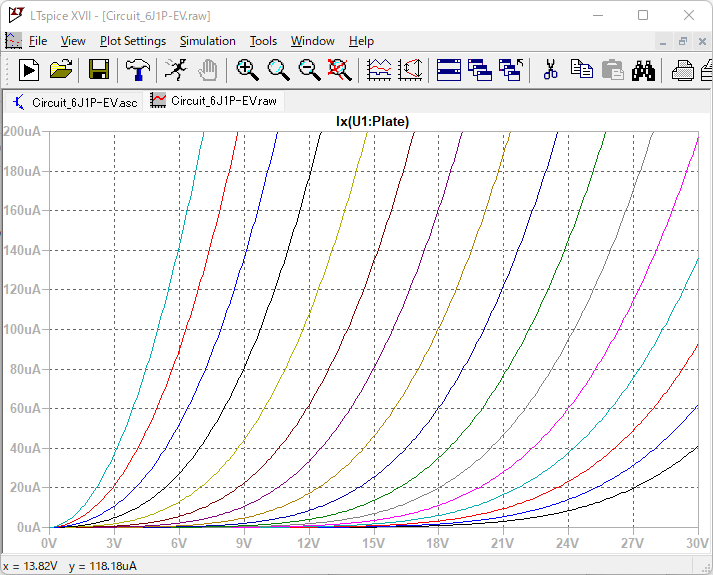 LTspice XVII - [Circuit_6J1P-EV.raw]
File View Plot Settings Simulation Tools Window Help
Circuit_6J1P-EV.asc Circuit_6J1P-EV.raw
Ix(U1:Plate)
200uA
180uA
160uA
140uA
120uA
100uA
80uA
60uA
40uA
20uA
0uA
0V 3V 6V 9V 12V 15V 18V 21V 24V 27V 30V
x = 13.82V y = 118.18uA